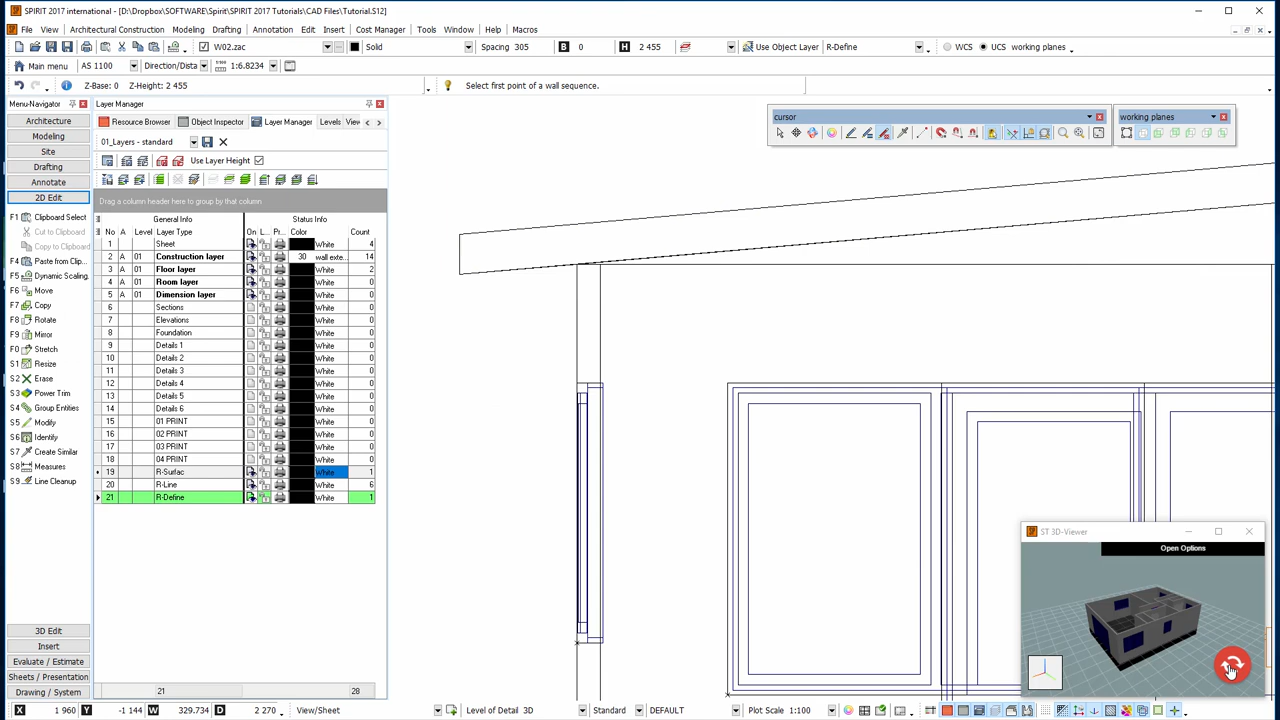 SPIRIT 2017 international - [D:\Dropbox\SOFTWARE\Spirit\Spirit 2017 Tutorials\CAD Files\Tutorial.S12]
File View Architectural Construction Modeling Drafting Annotation Edit Insert Cost Manager Tools Window Help Macros
W02.zac Solid Spacing 305 B 0 H 2 455 Use Object Layer R-Define WCS UCS working planes
Main menu AS 1100 Direction/Dista 1:6.8234
Z-Base: 0 Z-Height: 2 455 Select first point of a wall sequence.
Menu-Navigator Layer Manager
cursor working planes
Architecture Resource Browser Object Inspector Layer Manager Levels View
Modeling
01_Layers - standard
Site
Use Layer Height
Drafting
Annotate
2D Edit Drag a column header here to group by that column
F1 Clipboard Select General Info Status Info
Cut to Clipboard No A Level Layer Type On L... Pr... Color Count
1 Sheet White 4
Copy to Clipboard
2 A 01 Construction layer 30 wall exte... 14
F4 Paste from Clip...
3 A 01 Floor layer White 2
F5 Dynamic Scaling
4 A 01 Room layer White 0
F6 Move
5 A 01 Dimension layer White 0
F7 Copy
6 Sections White 0
F8 Rotate
7 Elevations White 0
F9 Mirror
8 Foundation White 0
F0 Stretch
9 Details 1 White 0
S1 Resize
10 Details 2 White 0
S2 Erase
11 Details 3 White 0
12 Details 4 White 0
S3 Power Trim
13 Details 5 White 0
S4 Group Entities
14 Details 6 White 0
S5 Modify
15 01 PRINT White 0
S6 Identify
16 02 PRINT White 0
S7 Create Similar
17 03 PRINT White 0
18 04 PRINT White 0
S8 Measures
19 R-Surfac White 1
S9 Line Cleanup
20 R-Line White 6
21 R-Define White 1
ST 3D-Viewer
Open Options
3D Edit
Insert
Evaluate / Estimate
Sheets / Presentation
Drawing / System 21 28
X 1 960 Y -1 144 W 329.734 D 2 270 View/Sheet Level of Detail 3D Standard DEFAULT Plot Scale 1:100